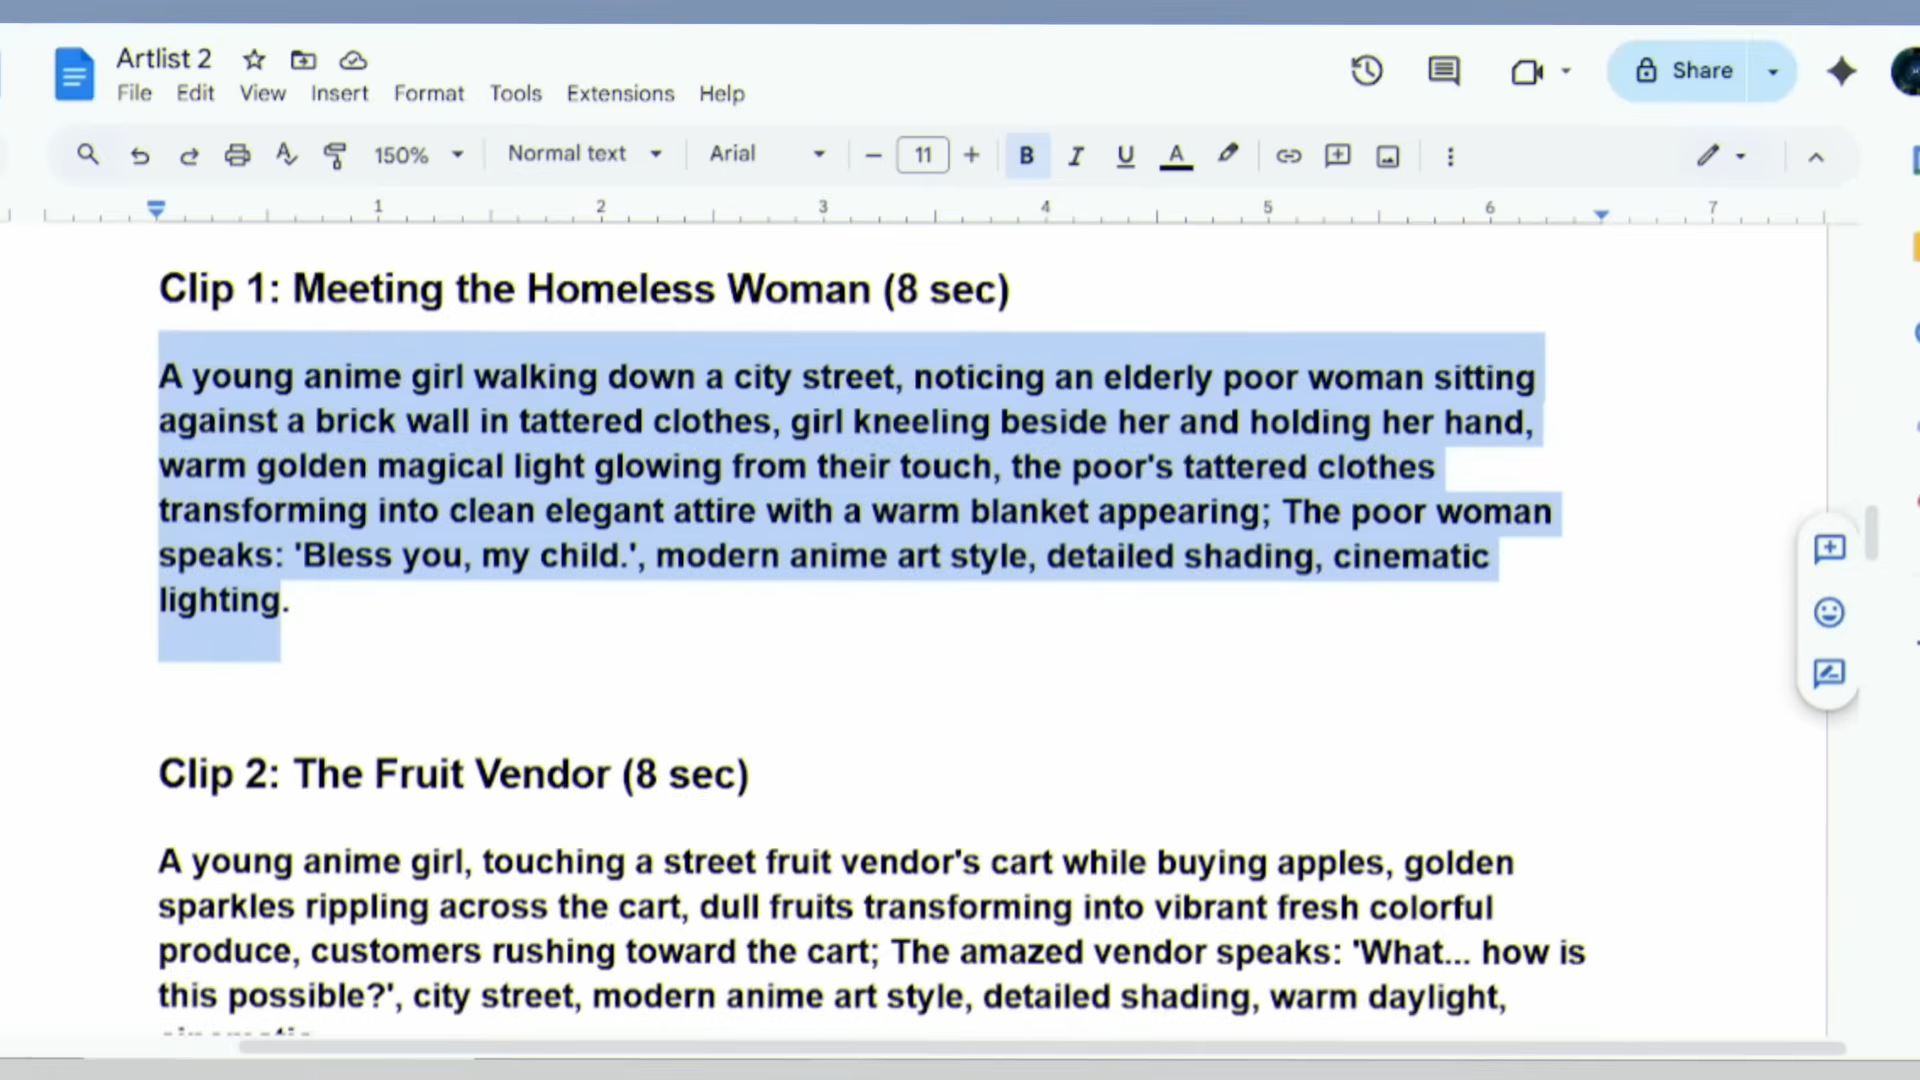 Artlist 2
File Edit View Insert Format Tools Extensions Help
Share
150% Normal text Arial 11 B I U A
1 2 3 4 5 6 7
Clip 1: Meeting the Homeless Woman (8 sec)
A young anime girl walking down a city street, noticing an elderly poor woman sitting
against a brick wall in tattered clothes, girl kneeling beside her and holding her hand,
warm golden magical light glowing from their touch, the poor's tattered clothes
transforming into clean elegant attire with a warm blanket appearing; The poor woman
speaks: 'Bless you, my child.', modern anime art style, detailed shading, cinematic
lighting.
Clip 2: The Fruit Vendor (8 sec)
A young anime girl, touching a street fruit vendor's cart while buying apples, golden
sparkles rippling across the cart, dull fruits transforming into vibrant fresh colorful
produce, customers rushing toward the cart; The amazed vendor speaks: 'What... how is
this possible?', city street, modern anime art style, detailed shading, warm daylight,